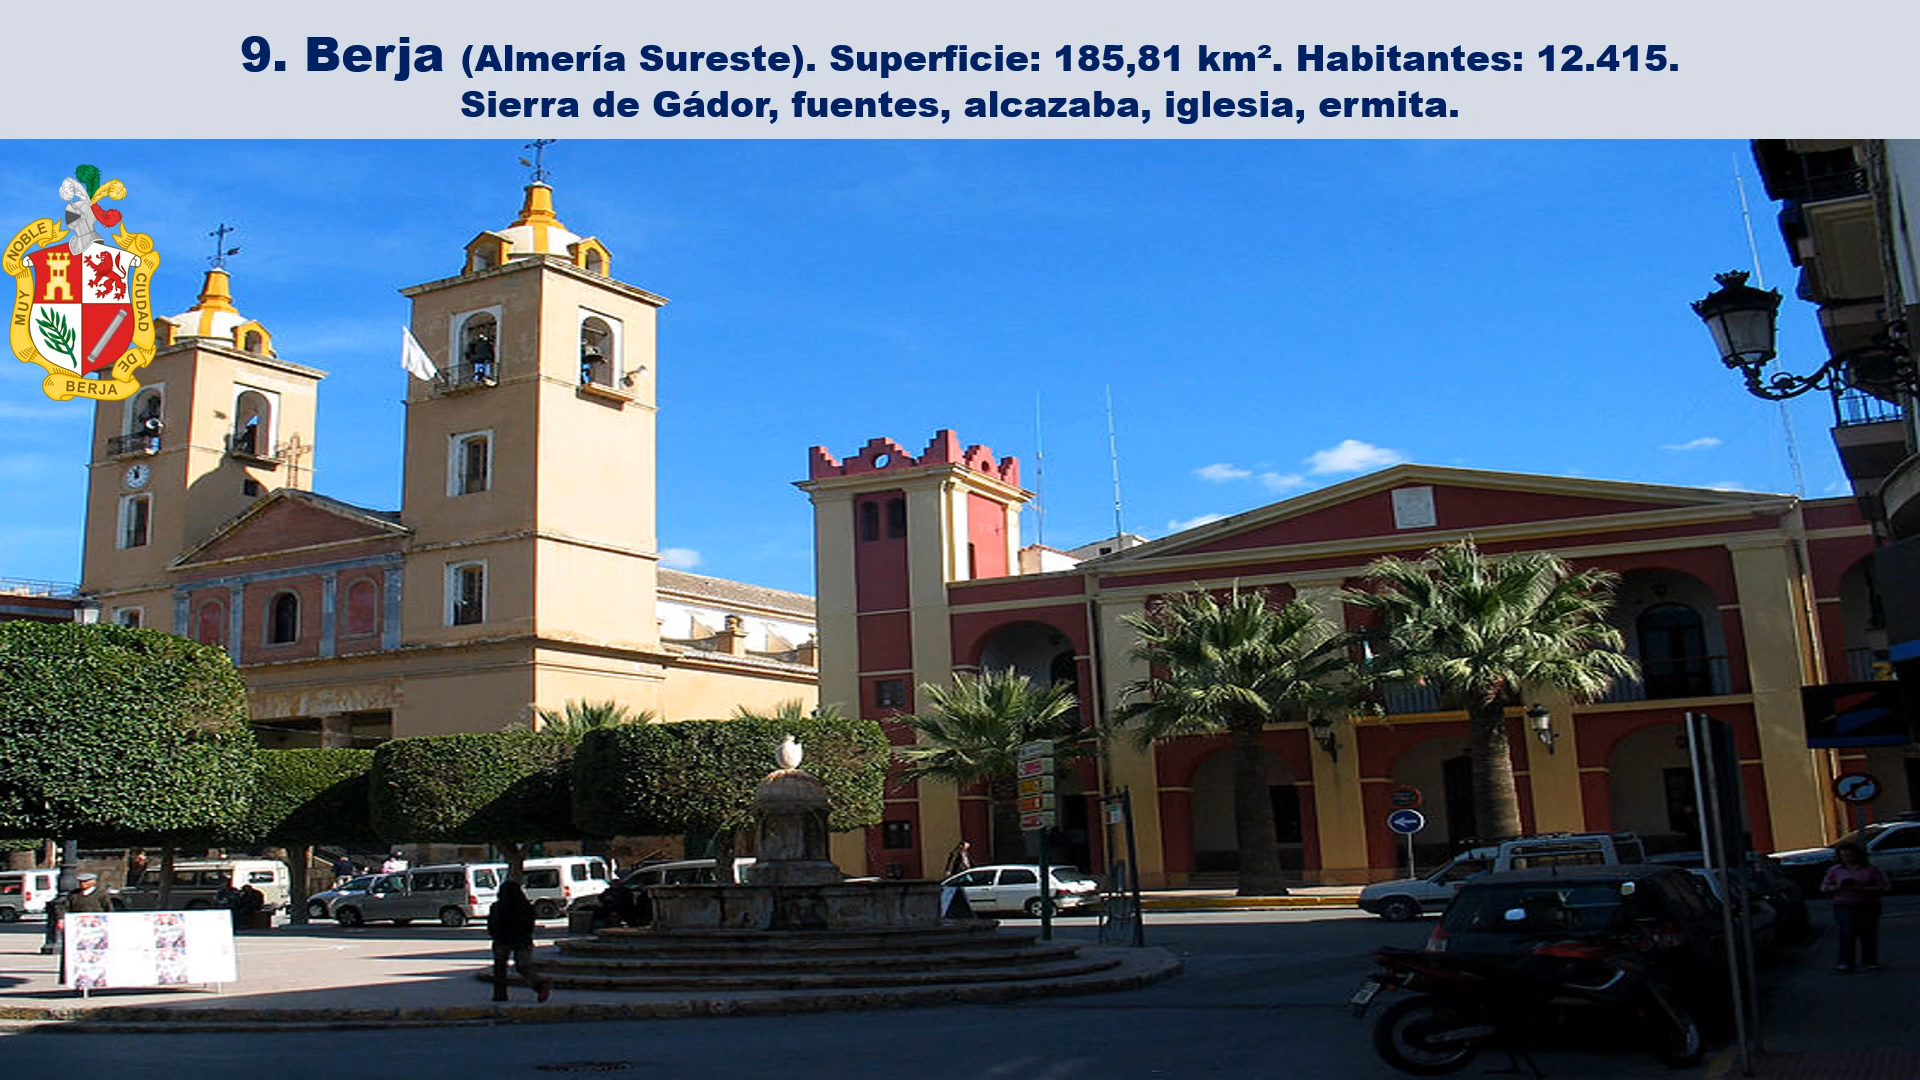 9. Berja (Almería Sureste). Superficie: 185,81 km². Habitantes: 12.415.
Sierra de Gádor, fuentes, alcazaba, iglesia, ermita.
MUY NOBLE CIUDAD DE BERJA